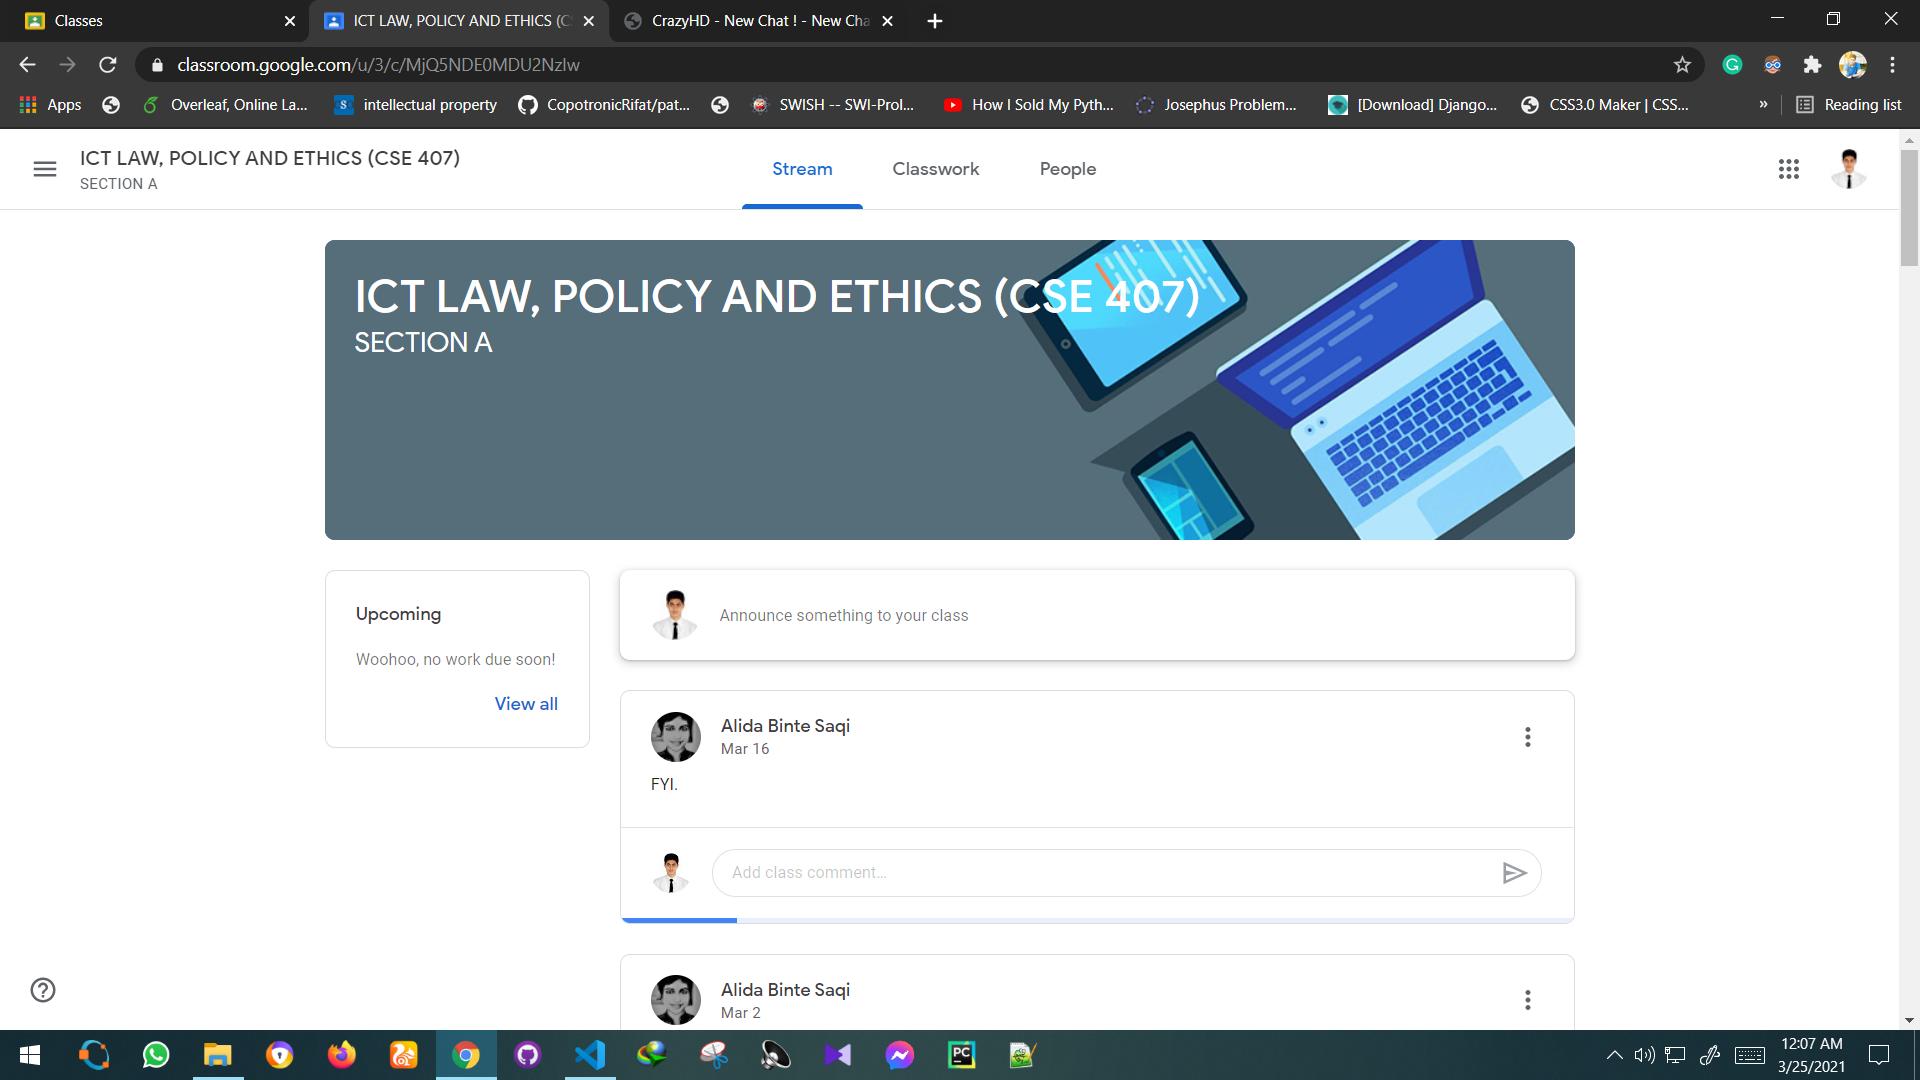 Classes
ICT LAW, POLICY AND ETHICS (C
CrazyHD - New Chat ! - New Cha
classroom.google.com/u/3/c/MjQ5NDE0MDU2NzIw
Apps
Overleaf, Online La...
intellectual property
CopotronicRifat/pat...
SWISH -- SWI-Prol...
How I Sold My Pyth...
Josephus Problem...
[Download] Django...
CSS3.0 Maker | CSS...
»
Reading list
ICT LAW, POLICY AND ETHICS (CSE 407)
SECTION A
Stream
Classwork
People
ICT LAW, POLICY AND ETHICS (CSE 407)
SECTION A
Upcoming
Woohoo, no work due soon!
View all
Announce something to your class
Alida Binte Saqi
Mar 16
FYI.
Add class comment...
Alida Binte Saqi
Mar 2
12:07 AM
3/25/2021